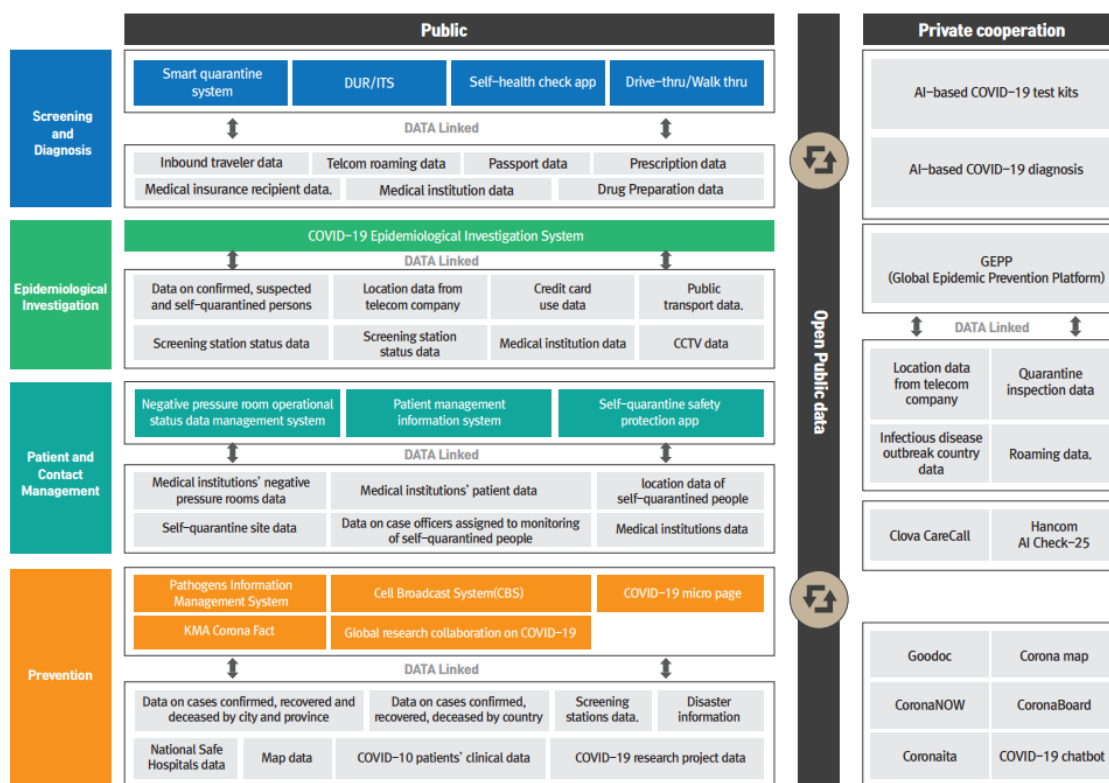 Public
Private cooperation
Screening
and
Diagnosis
Smart quarantine
system
DUR/ITS
Self-health check app
Drive-thru/Walk thru
DATA Linked
Inbound traveler data
Telcom roaming data
Passport data
Prescription data
Medical insurance recipient data.
Medical institution data
Drug Preparation data
AI-based COVID-19 test kits
AI-based COVID-19 diagnosis
Epidemiological
Investigation
COVID-19 Epidemiological Investigation System
DATA Linked
Data on confirmed, suspected
and self-quarantined persons
Location data from
telecom company
Credit card
use data
Public
transport data.
Screening station status data
Screening station
status data
Medical institution data
CCTV data
Open Public data
GEPP
(Global Epidemic Prevention Platform)
DATA Linked
Location data
from telecom
company
Quarantine
inspection data
Infectious disease
outbreak country
data
Roaming data.
Patient and
Contact
Management
Negative pressure room operational
status data management system
Patient management
information system
Self-quarantine safety
protection app
DATA Linked
Medical institutions' negative
pressure rooms data
Medical institutions' patient data
location data of
self-quarantined people
Self-quarantine site data
Data on case officers assigned to monitoring
of self-quarantined people
Medical institutions data
Clova CareCall
Hancom
AI Check-25
Prevention
Pathogens Information
Management System
Cell Broadcast System(CBS)
COVID-19 micro page
KMA Corona Fact
Global research collaboration on COVID-19
DATA Linked
Data on cases confirmed, recovered and
deceased by city and province
Data on cases confirmed,
recovered, deceased by country
Screening
stations data.
Disaster
information
National Safe
Hospitals data
Map data
COVID-10 patients' clinical data
COVID-19 research project data
Goodoc
Corona map
CoronaNOW
CoronaBoard
Coronaita
COVID-19 chatbot